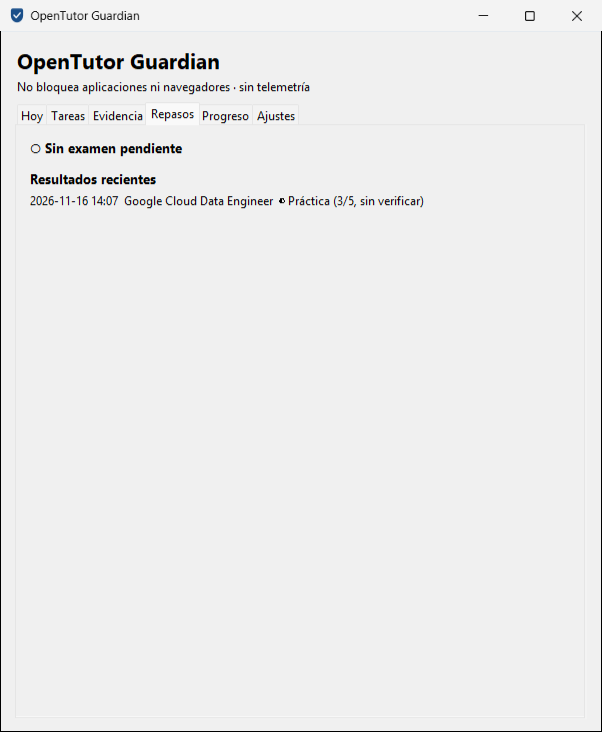 OpenTutor Guardian
OpenTutor Guardian
No bloquea aplicaciones ni navegadores · sin telemetría
Hoy Tareas Evidencia Repasos Progreso Ajustes
○ Sin examen pendiente
Resultados recientes
2026-11-16 14:07 Google Cloud Data Engineer ◐ Práctica (3/5, sin verificar)